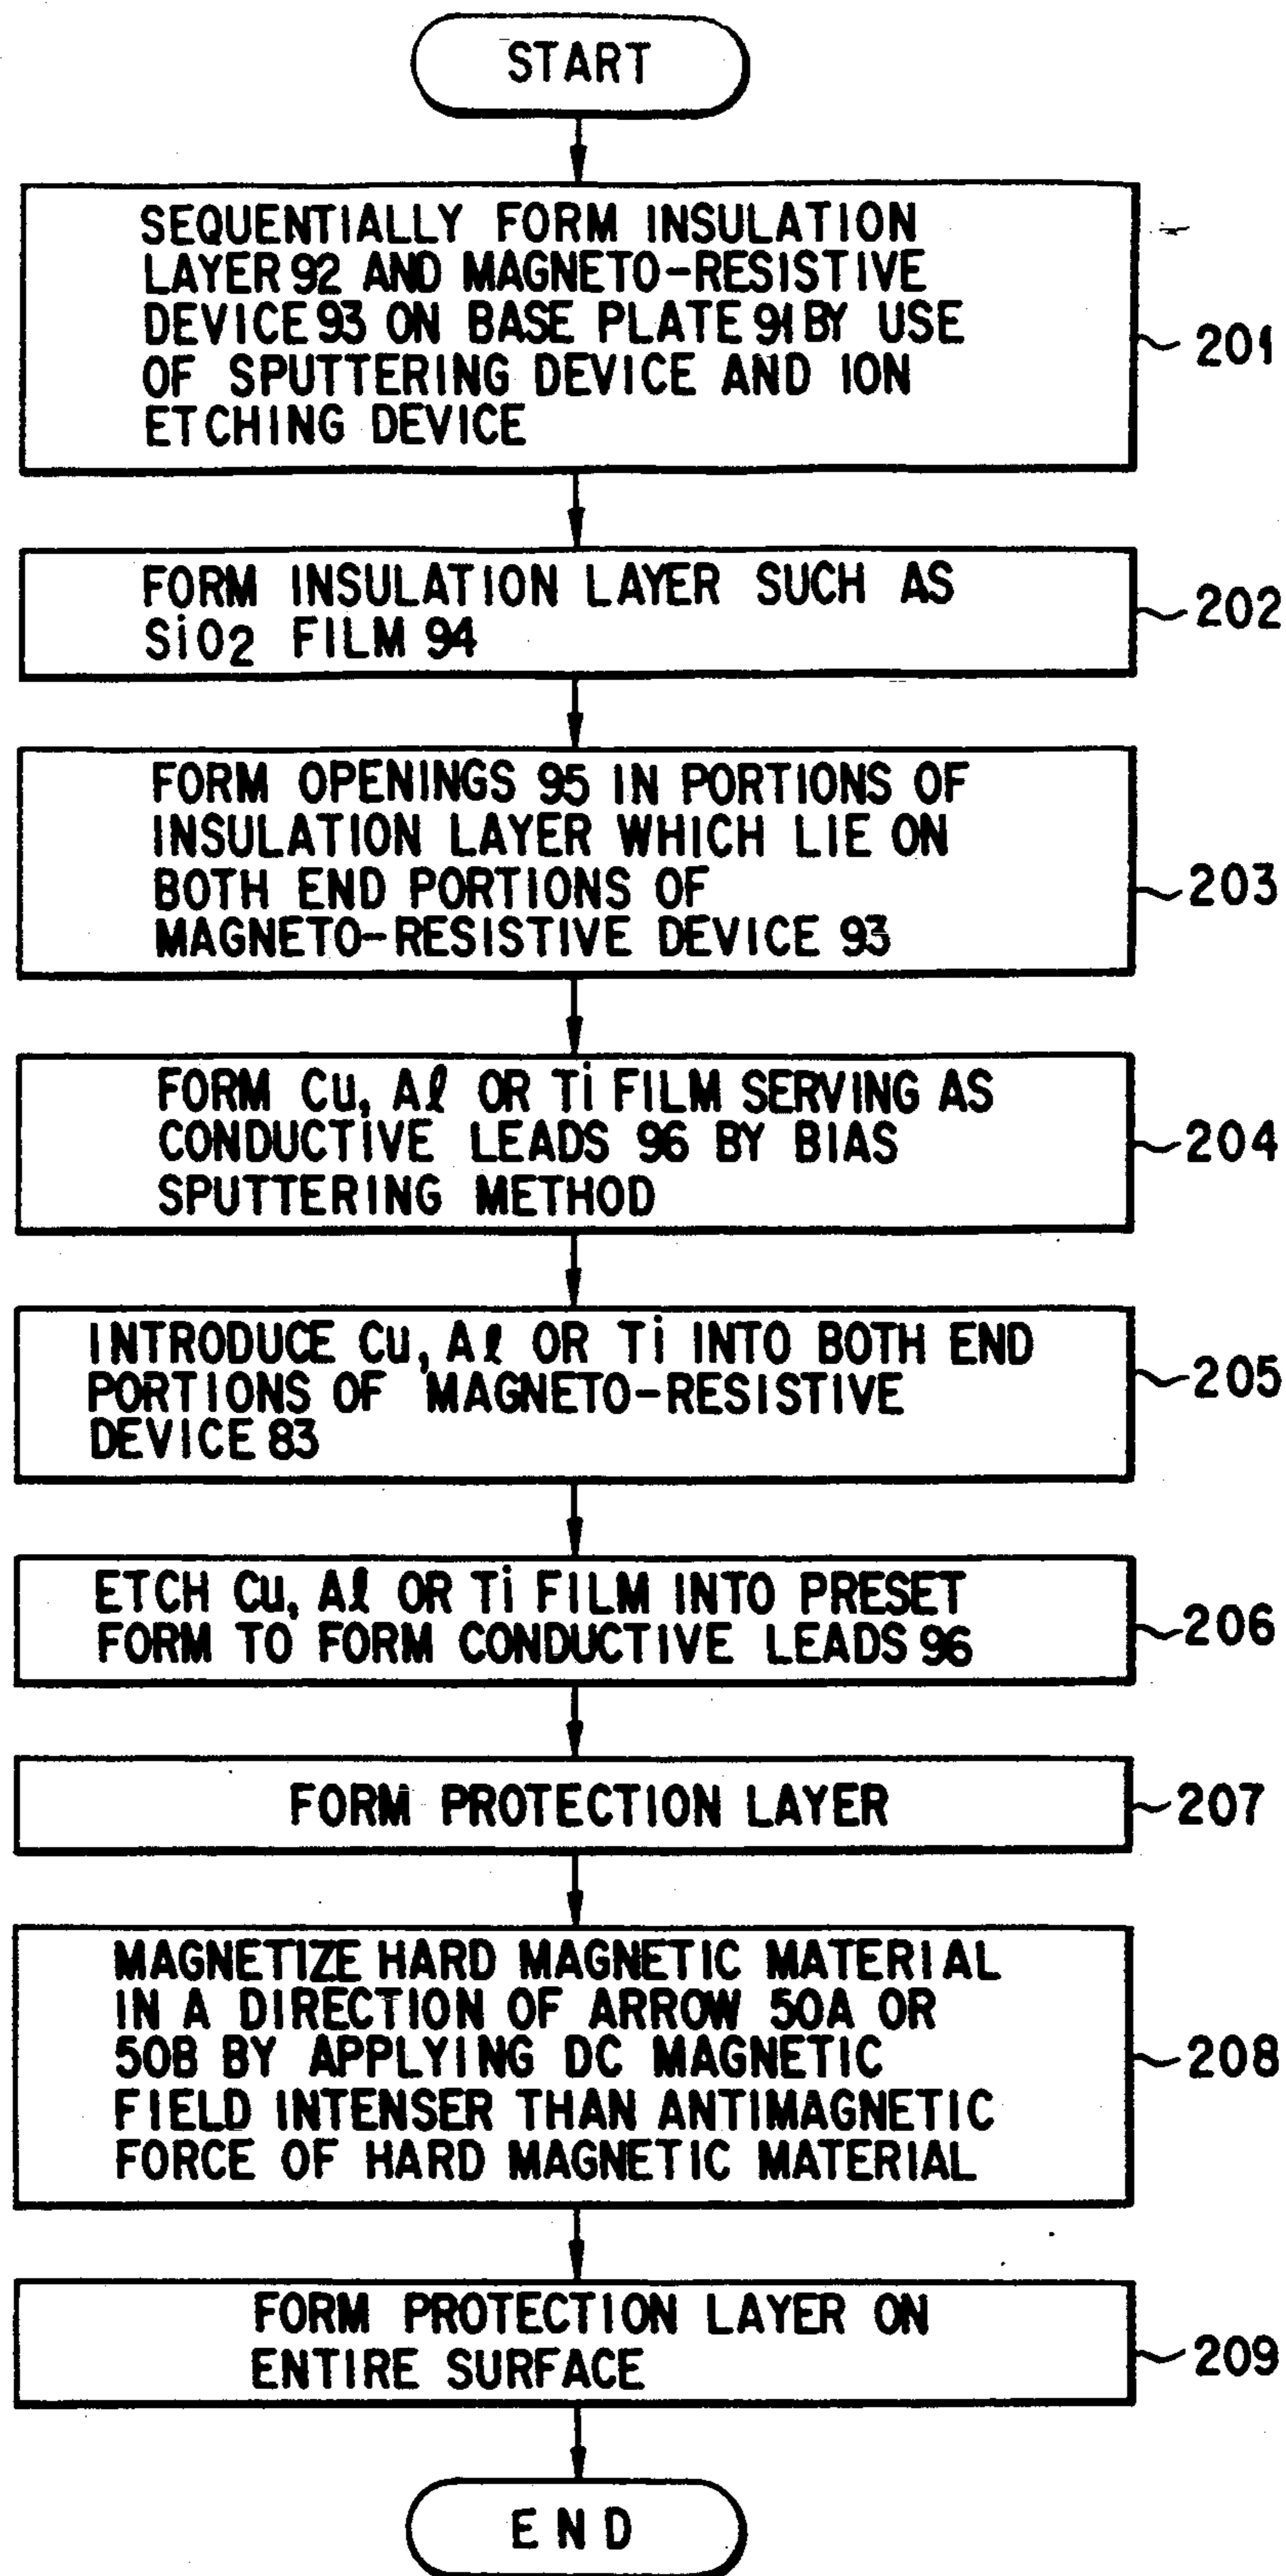 START
SEQUENTIALLY FORM INSULATION
LAYER 92 AND MAGNETO-RESISTIVE
DEVICE 93 ON BASE PLATE 91 BY USE
OF SPUTTERING DEVICE AND ION
ETCHING DEVICE
201
FORM INSULATION LAYER SUCH AS
SiO2 FILM 94
202
FORM OPENINGS 95 IN PORTIONS OF
INSULATION LAYER WHICH LIE ON
BOTH END PORTIONS OF
MAGNETO-RESISTIVE DEVICE 93
203
FORM Cu, Al OR Ti FILM SERVING AS
CONDUCTIVE LEADS 96 BY BIAS
SPUTTERING METHOD
204
INTRODUCE Cu, Al OR Ti INTO BOTH END
PORTIONS OF MAGNETO-RESISTIVE
DEVICE 83
205
ETCH Cu, Al OR Ti FILM INTO PRESET
FORM TO FORM CONDUCTIVE LEADS 96
206
FORM PROTECTION LAYER
207
MAGNETIZE HARD MAGNETIC MATERIAL
IN A DIRECTION OF ARROW 50A OR
50B BY APPLYING DC MAGNETIC
FIELD INTENSER THAN ANTIMAGNETIC
FORCE OF HARD MAGNETIC MATERIAL
208
FORM PROTECTION LAYER ON
ENTIRE SURFACE
209
END